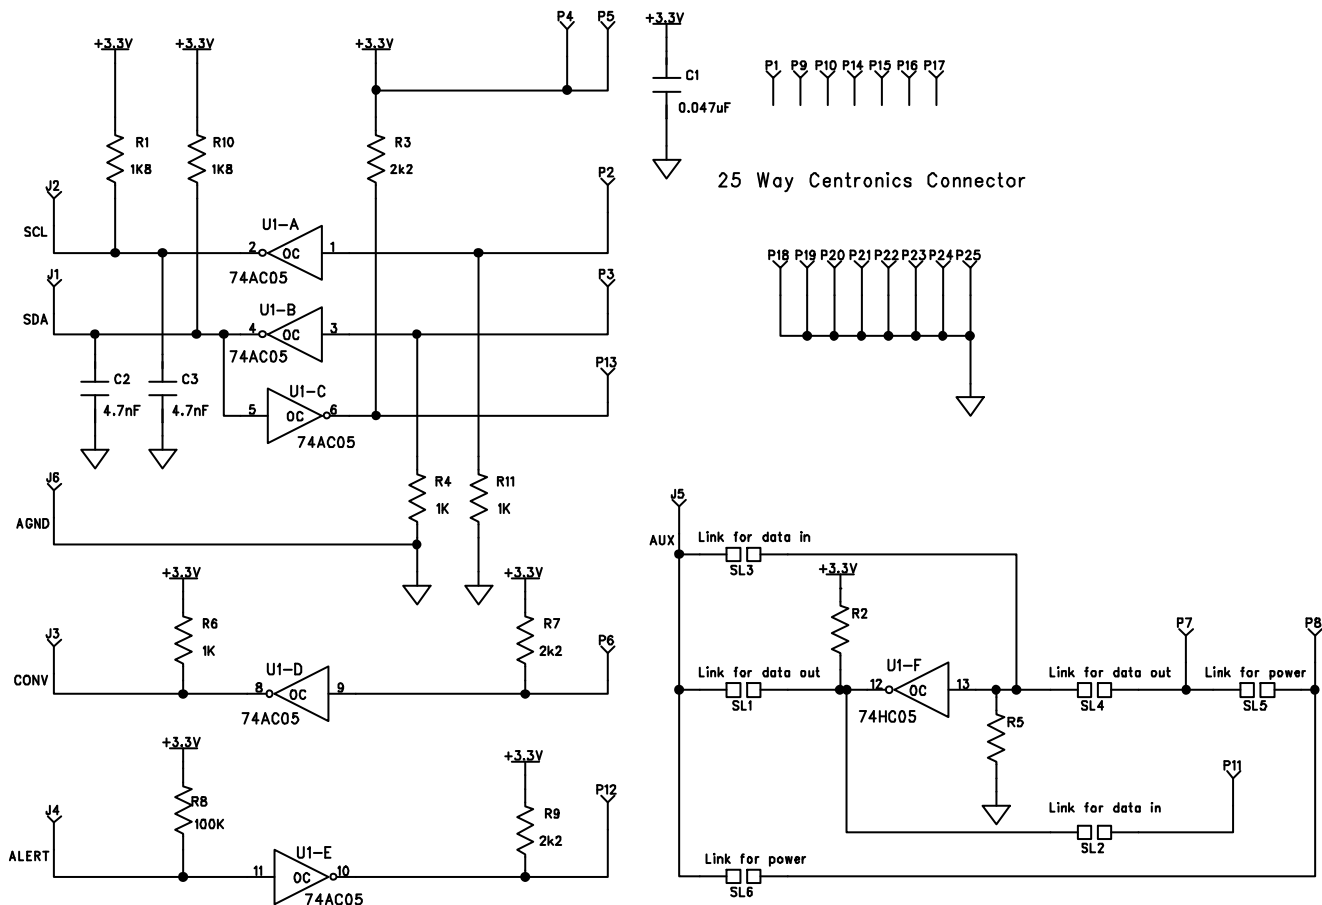 P4 P5
+3.3V
+3.3V +3.3V +3.3V
C1
0.047uF
P1 P9 P10 P14 P15 P16 P17
R1
1K8
R10
1K8
R3
2k2
J2
P2
25 Way Centronics Connector
SCL
U1-A
2 OC 1
74AC05
P18 P19 P20 P21 P22 P23 P24 P25
J1
P3
SDA
U1-B
4 OC 3
74AC05
P13
C2
4.7nF
C3
4.7nF
U1-C
5 OC 6
74AC05
J6
AGND
R4
1K
R11
1K
J5
AUX
Link for data in
SL3
+3.3V +3.3V
+3.3V
J3
R6
1K
R7
2k2
P6
R2
P7
P8
CONV
U1-D
8 OC 9
74AC05
Link for data out
SL1
U1-F
12 OC 13
74HC05
Link for data out
SL4
Link for power
SL5
R5
+3.3V
+3.3V
P11
J4
R8
100K
R9
2k2
P12
Link for data in
SL2
ALERT
U1-E
11 OC 10
74AC05
Link for power
SL6